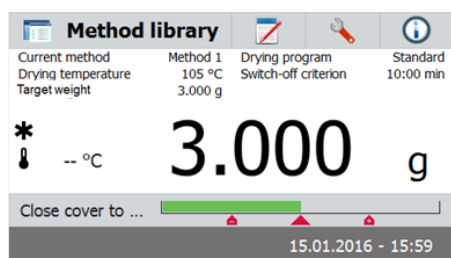 Method library
Current method Method 1 Drying program Standard
Drying temperature 105 °C Switch-off criterion 10:00 min
Target weight 3.000 g
* -- °C 3.000 g
Close cover to ...
15.01.2016 - 15:59